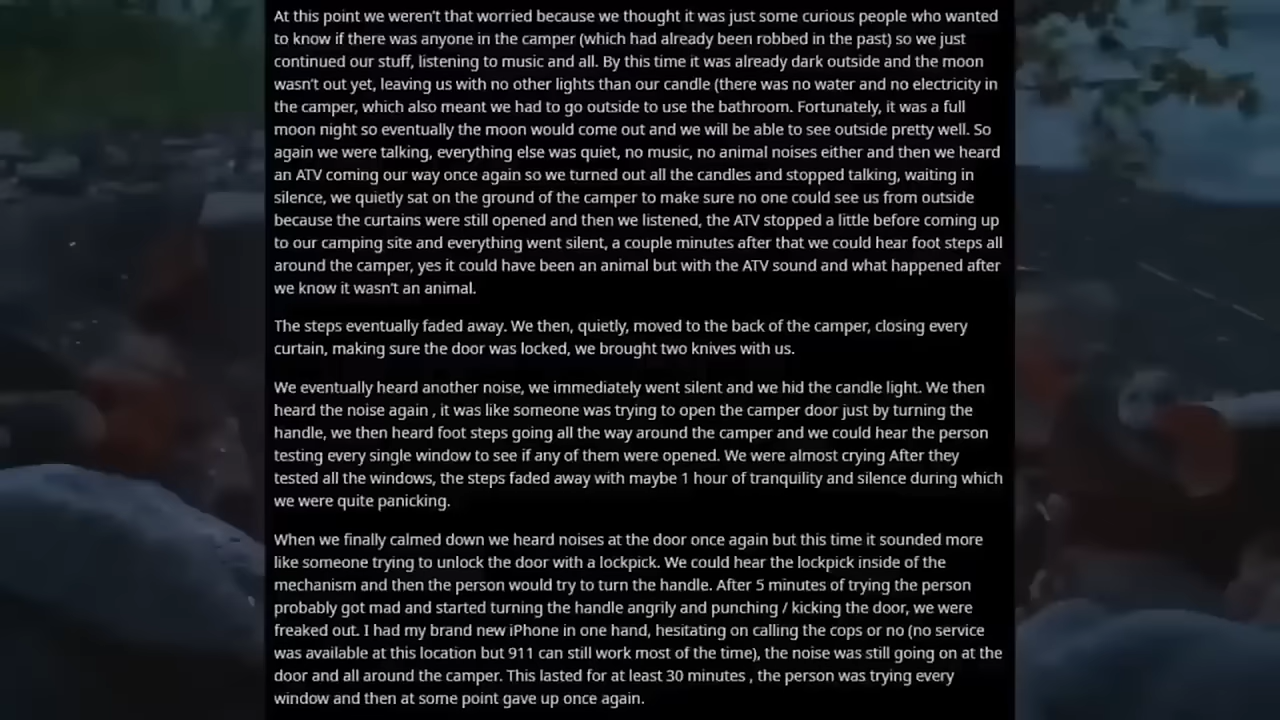 At this point we weren't that worried because we thought it was just some curious people who wanted
to know if there was anyone in the camper (which had already been robbed in the past) so we just
continued our stuff, listening to music and all. By this time it was already dark outside and the moon
wasn't out yet, leaving us with no other lights than our candle (there was no water and no electricity in
the camper, which also meant we had to go outside to use the bathroom. Fortunately, it was a full
moon night so eventually the moon would come out and we will be able to see outside pretty well. So
again we were talking, everything else was quiet, no music, no animal noises either and then we heard
an ATV coming our way once again so we turned out all the candles and stopped talking, waiting in
silence, we quietly sat on the ground of the camper to make sure no one could see us from outside
because the curtains were still opened and then we listened, the ATV stopped a little before coming up
to our camping site and everything went silent, a couple minutes after that we could hear foot steps all
around the camper, yes it could have been an animal but with the ATV sound and what happened after
we know it wasn't an animal.
The steps eventually faded away. We then, quietly, moved to the back of the camper, closing every
curtain, making sure the door was locked, we brought two knives with us.
We eventually heard another noise, we immediately went silent and we hid the candle light. We then
heard the noise again , it was like someone was trying to open the camper door just by turning the
handle, we then heard foot steps going all the way around the camper and we could hear the person
testing every single window to see if any of them were opened. We were almost crying After they
tested all the windows, the steps faded away with maybe 1 hour of tranquility and silence during which
we were quite panicking.
When we finally calmed down we heard noises at the door once again but this time it sounded more
like someone trying to unlock the door with a lockpick. We could hear the lockpick inside of the
mechanism and then the person would try to turn the handle. After 5 minutes of trying the person
probably got mad and started turning the handle angrily and punching / kicking the door, we were
freaked out. I had my brand new iPhone in one hand, hesitating on calling the cops or no (no service
was available at this location but 911 can still work most of the time), the noise was still going on at the
door and all around the camper. This lasted for at least 30 minutes , the person was trying every
window and then at some point gave up once again.